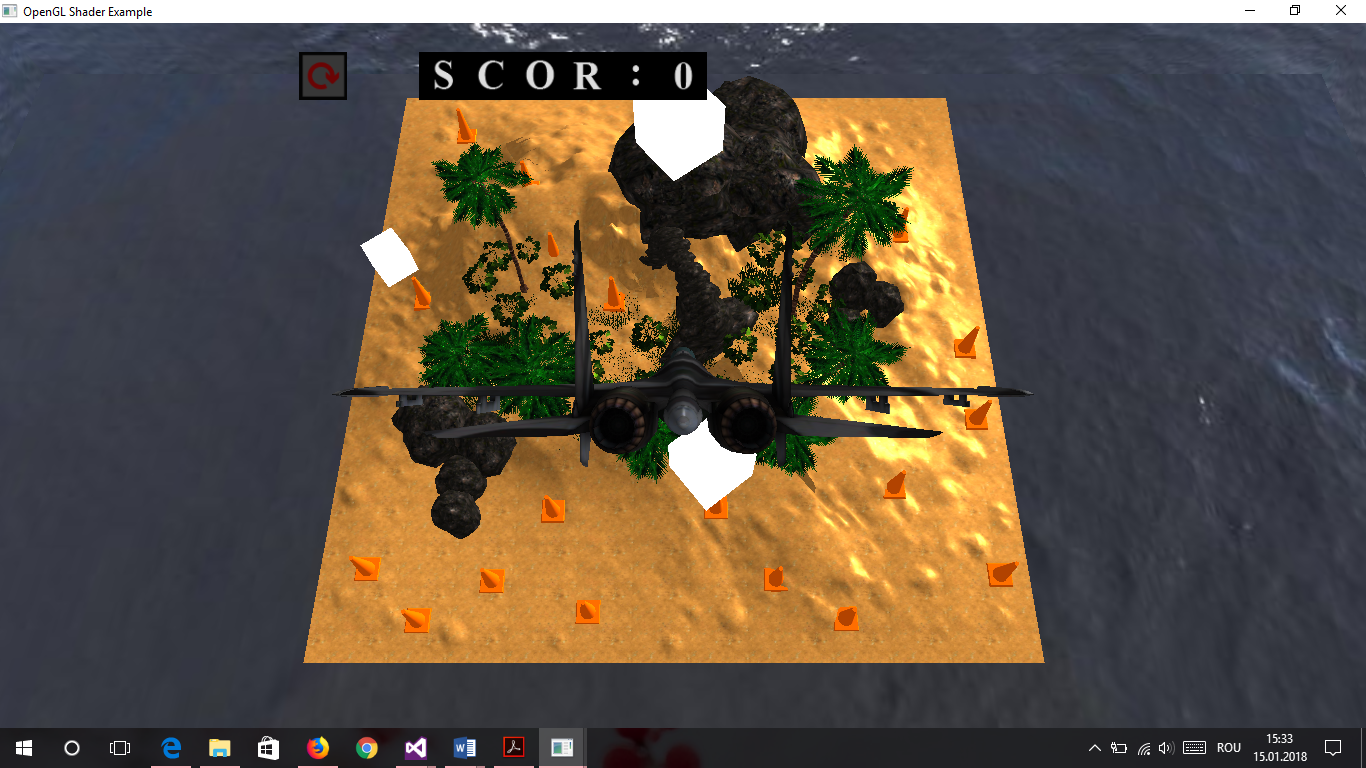 OpenGL Shader Example
S C O R : 0
ROU
15:33
15.01.2018